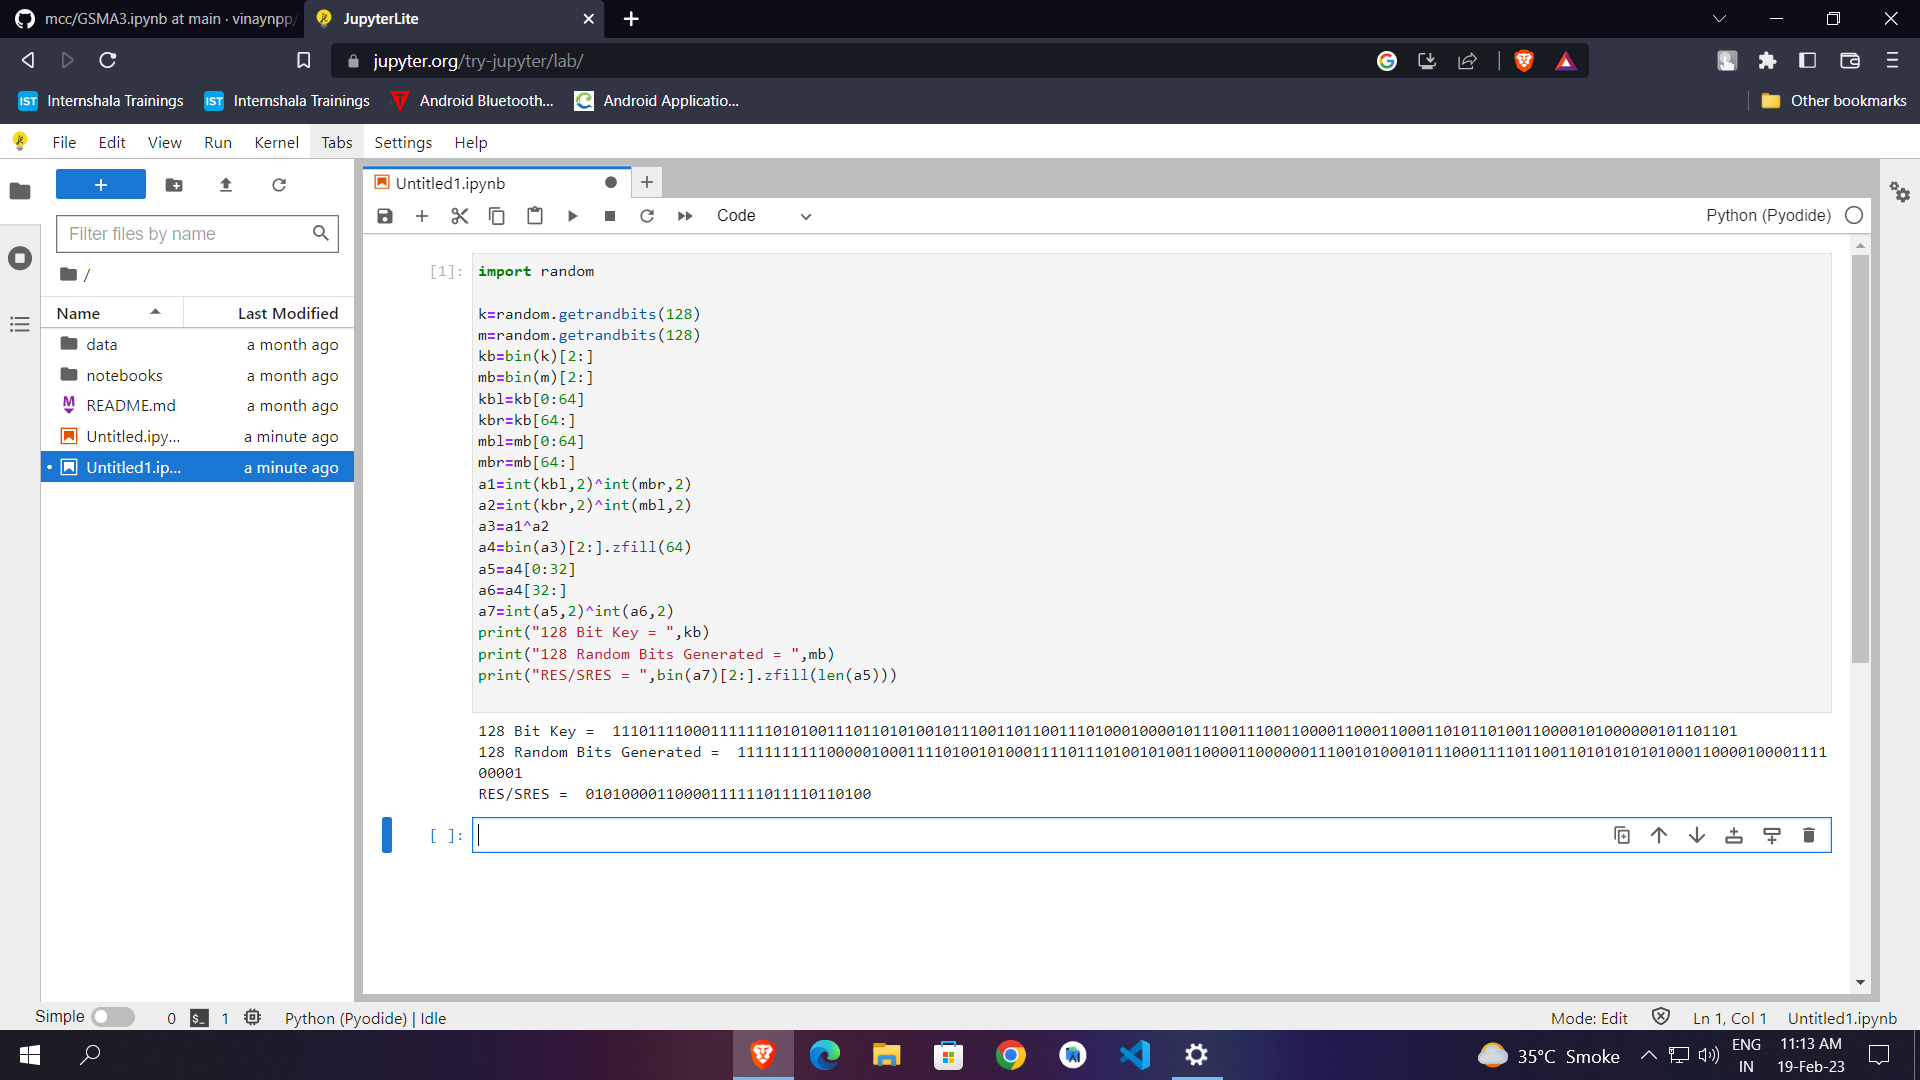 mcc/GSMA3.ipynb at main · vinaynpp/
JupyterLite
jupyter.org/try-jupyter/lab/
IST Internshala Trainings
IST Internshala Trainings
Android Bluetooth...
Android Applicatio...
Other bookmarks
File Edit View Run Kernel Tabs Settings Help
Untitled1.ipynb
Filter files by name
Code
Python (Pyodide)
/
Name Last Modified
data a month ago
notebooks a month ago
README.md a month ago
Untitled.ipy... a minute ago
Untitled1.ip... a minute ago
[1]:
import random
k=random.getrandbits(128)
m=random.getrandbits(128)
kb=bin(k)[2:]
mb=bin(m)[2:]
kbl=kb[0:64]
kbr=kb[64:]
mbl=mb[0:64]
mbr=mb[64:]
a1=int(kbl,2)^int(mbr,2)
a2=int(kbr,2)^int(mbl,2)
a3=a1^a2
a4=bin(a3)[2:].zfill(64)
a5=a4[0:32]
a6=a4[32:]
a7=int(a5,2)^int(a6,2)
print("128 Bit Key = ",kb)
print("128 Random Bits Generated = ",mb)
print("RES/SRES = ",bin(a7)[2:].zfill(len(a5)))
128 Bit Key =
128 Random Bits Generated =
00001
RES/SRES = 01010000110000111111011110110100
[ ]:
Simple 0 $_ 1 Python (Pyodide) | Idle
Mode: Edit Ln 1, Col 1 Untitled1.ipynb
35°C Smoke
ENG
IN
11:13 AM
19-Feb-23